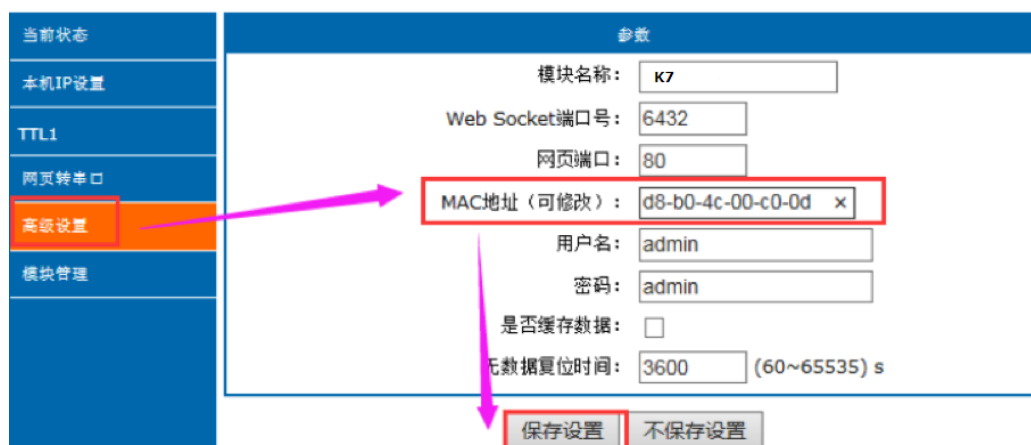 当前状态
本机IP设置
TTL1
网页转串口
高级设置
模块管理
参数
模块名称: K7
Web Socket端口号: 6432
网页端口: 80
MAC地址（可修改）: d8-b0-4c-00-c0-0d ×
用户名: admin
密码: admin
是否缓存数据:
无数据复位时间: 3600 (60~65535) s
保存设置 不保存设置